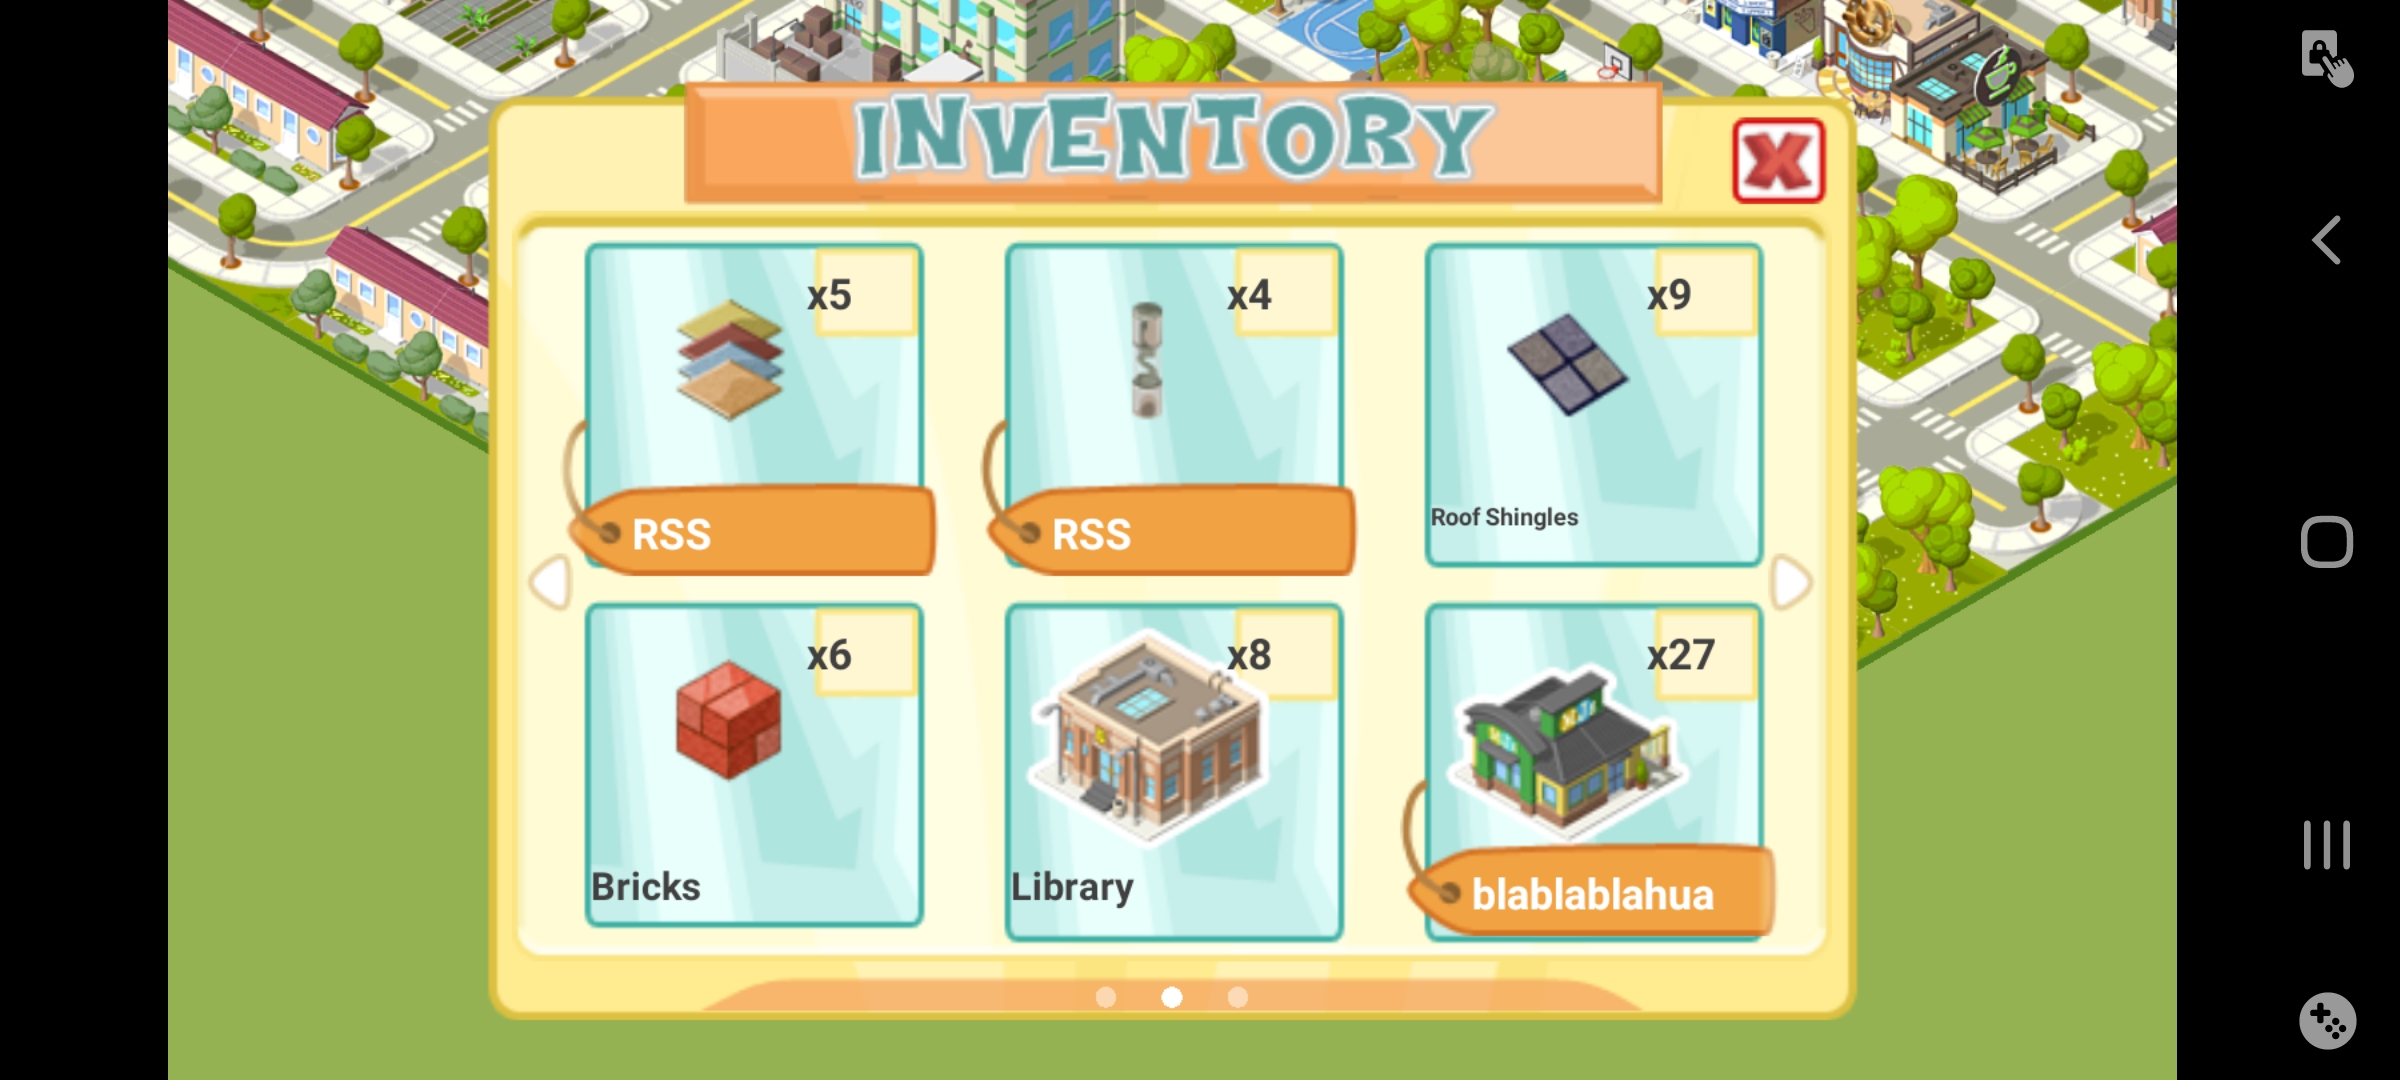 INVENTORY
x5
x4
x9
RSS
RSS
Roof Shingles
x6
x8
x27
Bricks
Library
blablablahua